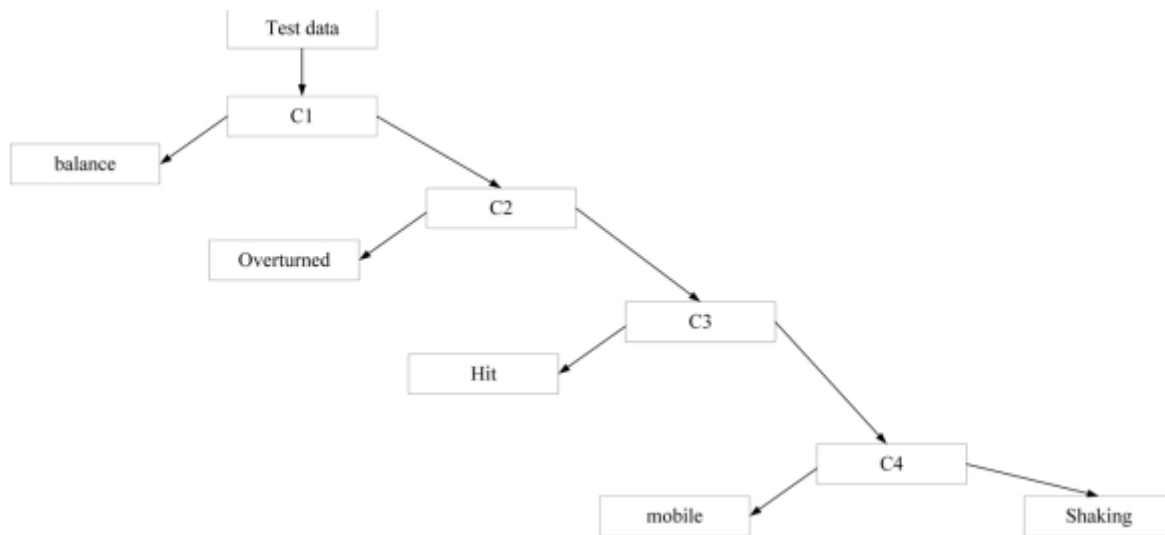 Test data
C1
balance
C2
Overturned
C3
Hit
C4
mobile
Shaking